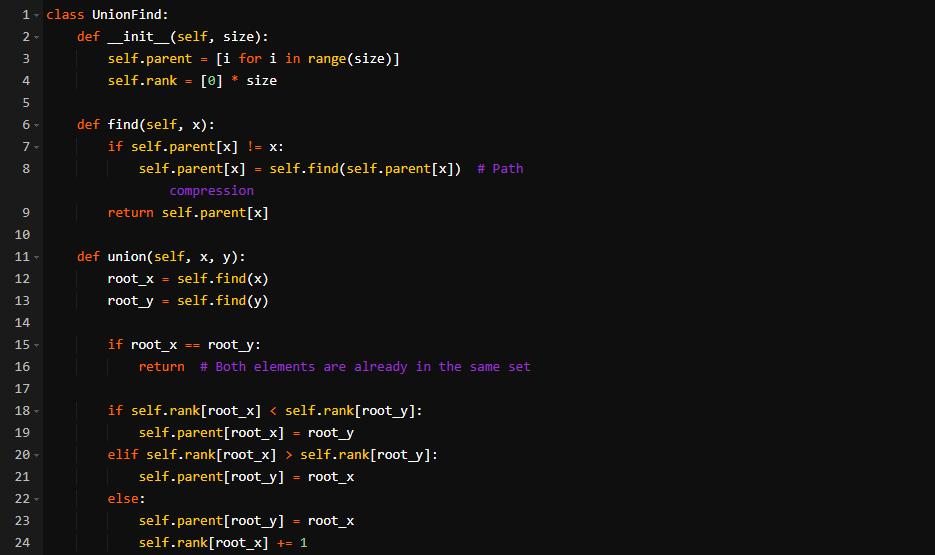 1 class UnionFind:
2     def __init__(self, size):
3         self.parent = [i for i in range(size)]
4         self.rank = [0] * size
5
6     def find(self, x):
7         if self.parent[x] != x:
8             self.parent[x] = self.find(self.parent[x])  # Path
                compression
9         return self.parent[x]
10
11     def union(self, x, y):
12         root_x = self.find(x)
13         root_y = self.find(y)
14
15         if root_x == root_y:
16             return  # Both elements are already in the same set
17
18         if self.rank[root_x] < self.rank[root_y]:
19             self.parent[root_x] = root_y
20         elif self.rank[root_x] > self.rank[root_y]:
21             self.parent[root_y] = root_x
22         else:
23             self.parent[root_y] = root_x
24             self.rank[root_x] += 1